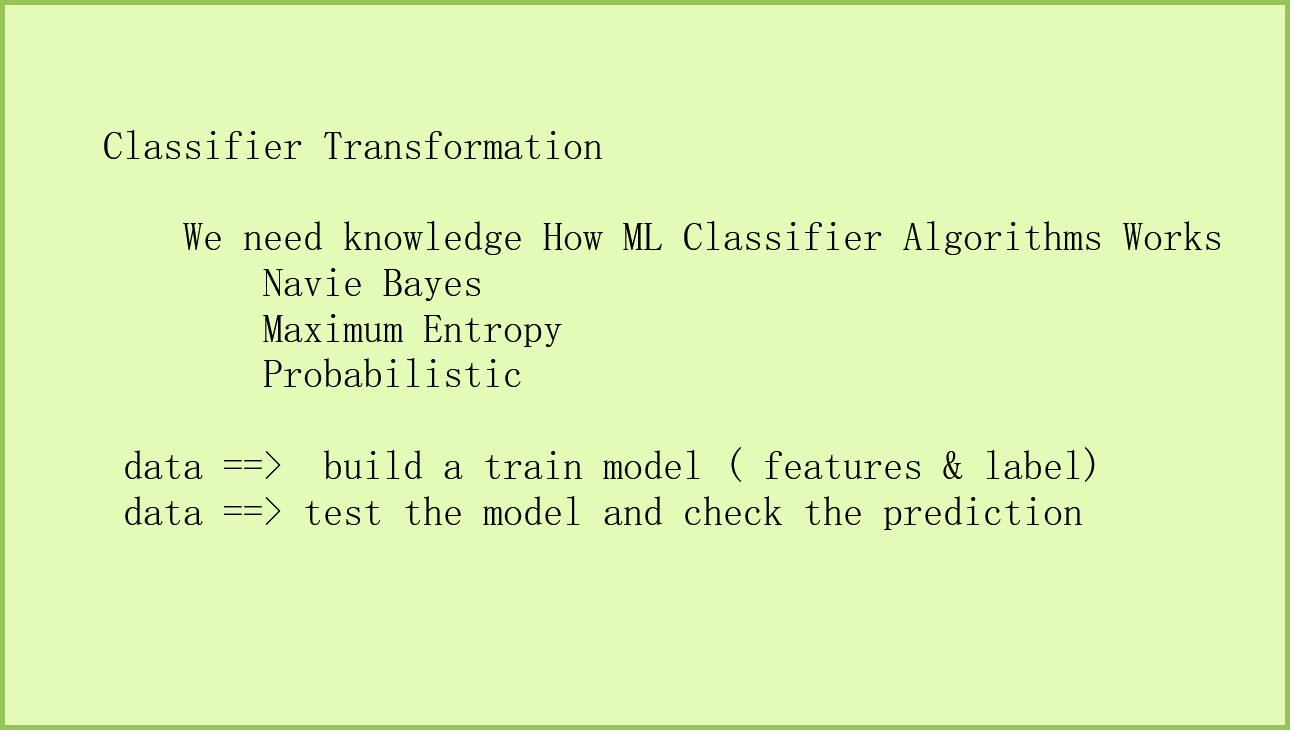 Classifier Transformation
We need knowledge How ML Classifier Algorithms Works
Navie Bayes
Maximum Entropy
Probabilistic
data ==>  build a train model ( features & label)
data ==> test the model and check the prediction